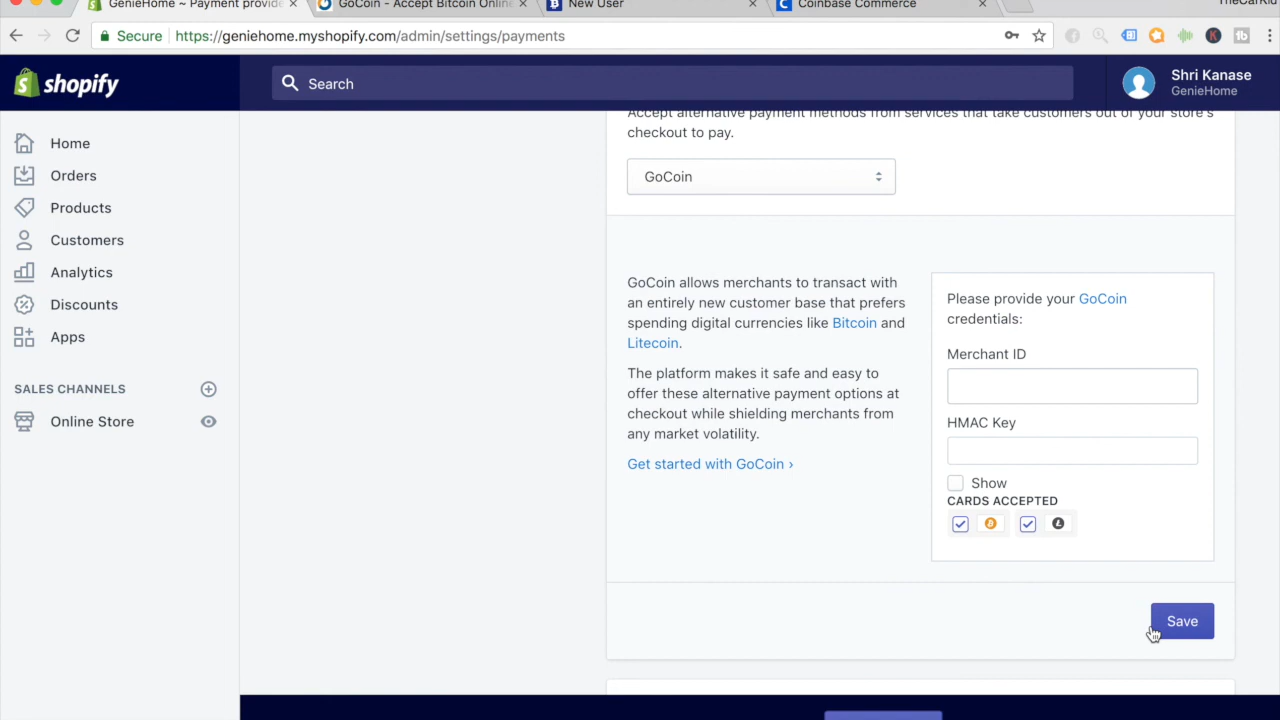 GenieHome ~ Payment provide
GoCoin - Accept Bitcoin Online
New User
Coinbase Commerce
Secure
https://geniehome.myshopify.com/admin/settings/payments
shopify
Search
Shri Kanase
GenieHome
Home
Orders
Products
Customers
Analytics
Discounts
Apps
SALES CHANNELS
Online Store
Accept alternative payment methods from services that take customers out of your store's
checkout to pay.
GoCoin
GoCoin allows merchants to transact with
an entirely new customer base that prefers
spending digital currencies like Bitcoin and
Litecoin.
The platform makes it safe and easy to
offer these alternative payment options at
checkout while shielding merchants from
any market volatility.
Get started with GoCoin ›
Please provide your GoCoin
credentials:
Merchant ID
HMAC Key
Show
CARDS ACCEPTED
Save